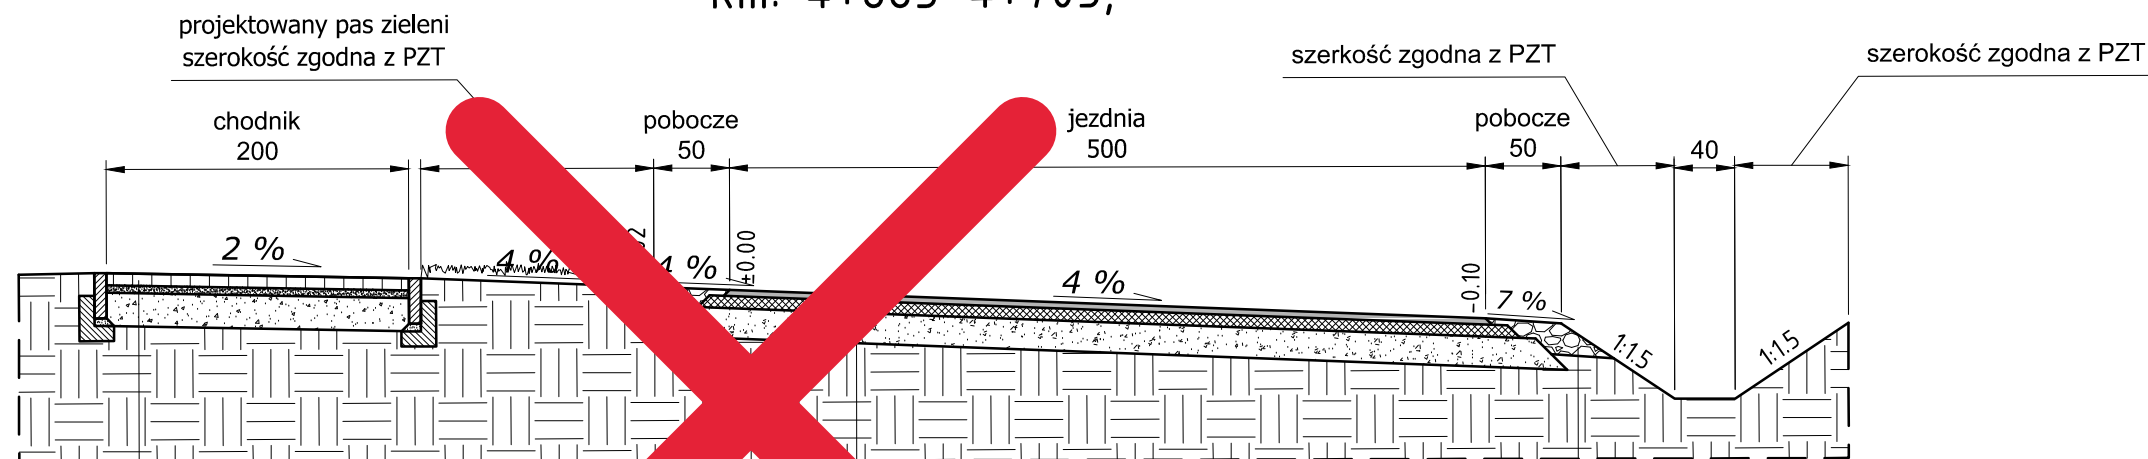 projektowany pas zieleni
szerokość zgodna z PZT
szerkość zgodna z PZT
szerokość zgodna z PZT
chodnik
200
pobocze
50
jezdnia
500
pobocze
50
40
2 %
4 %
4 %
±0.00
4 %
-0.10
7 %
1:1.5
1:1.5